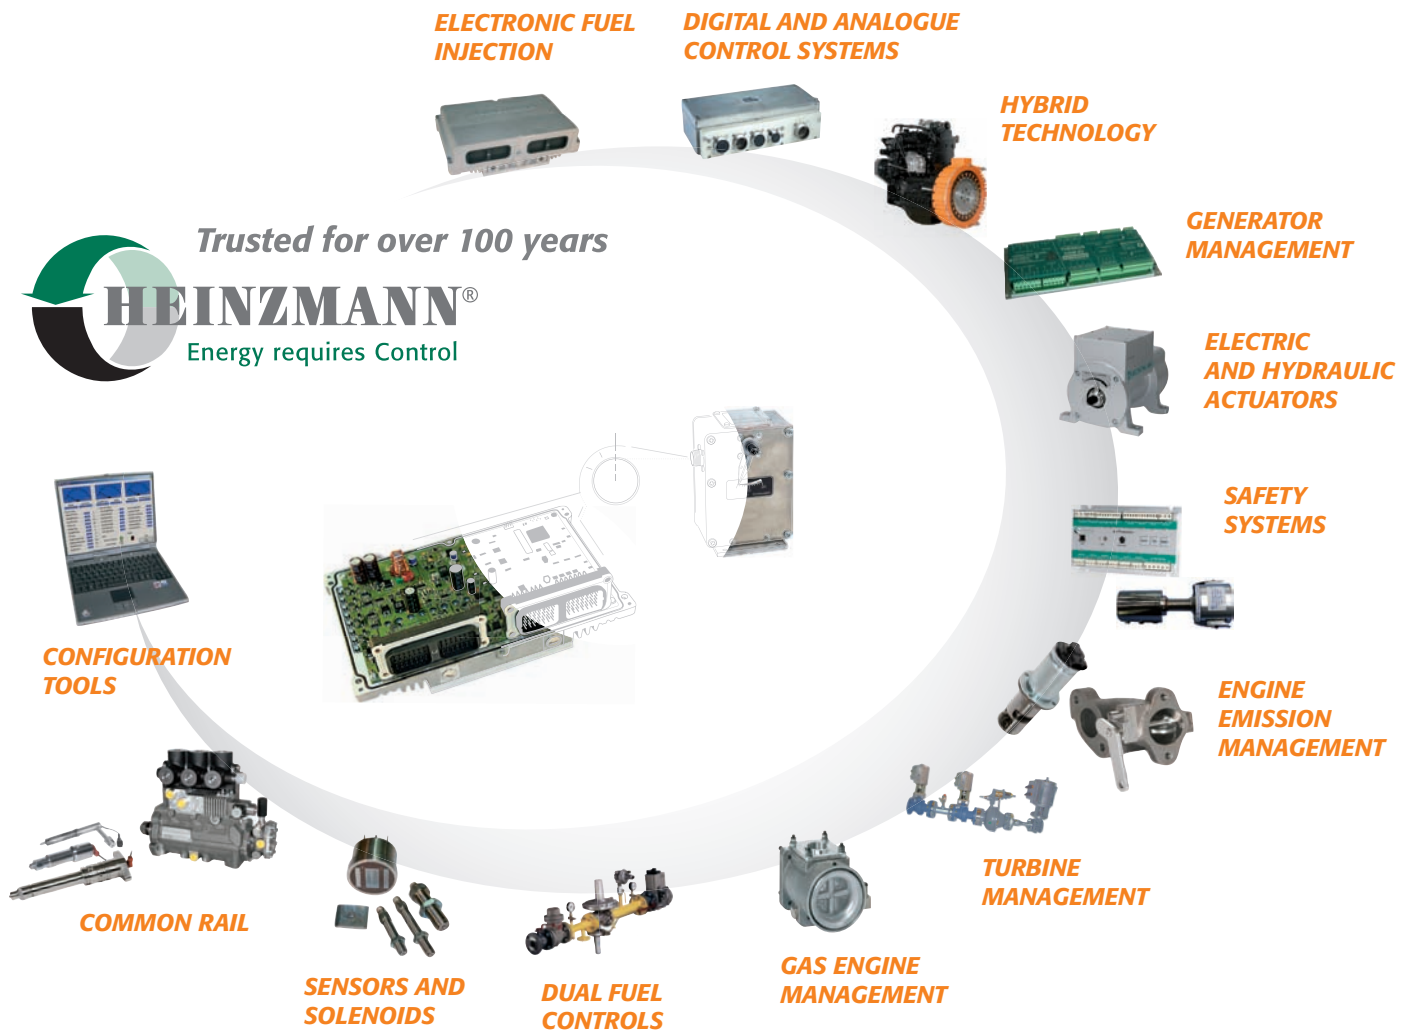 ELECTRONIC FUEL
INJECTION
DIGITAL AND ANALOGUE
CONTROL SYSTEMS
HYBRID
TECHNOLOGY
Trusted for over 100 years
HEINZMANN®
Energy requires Control
GENERATOR
MANAGEMENT
ELECTRIC
AND HYDRAULIC
ACTUATORS
SAFETY
SYSTEMS
ENGINE
EMISSION
MANAGEMENT
TURBINE
MANAGEMENT
GAS ENGINE
MANAGEMENT
DUAL FUEL
CONTROLS
SENSORS AND
SOLENOIDS
COMMON RAIL
CONFIGURATION
TOOLS